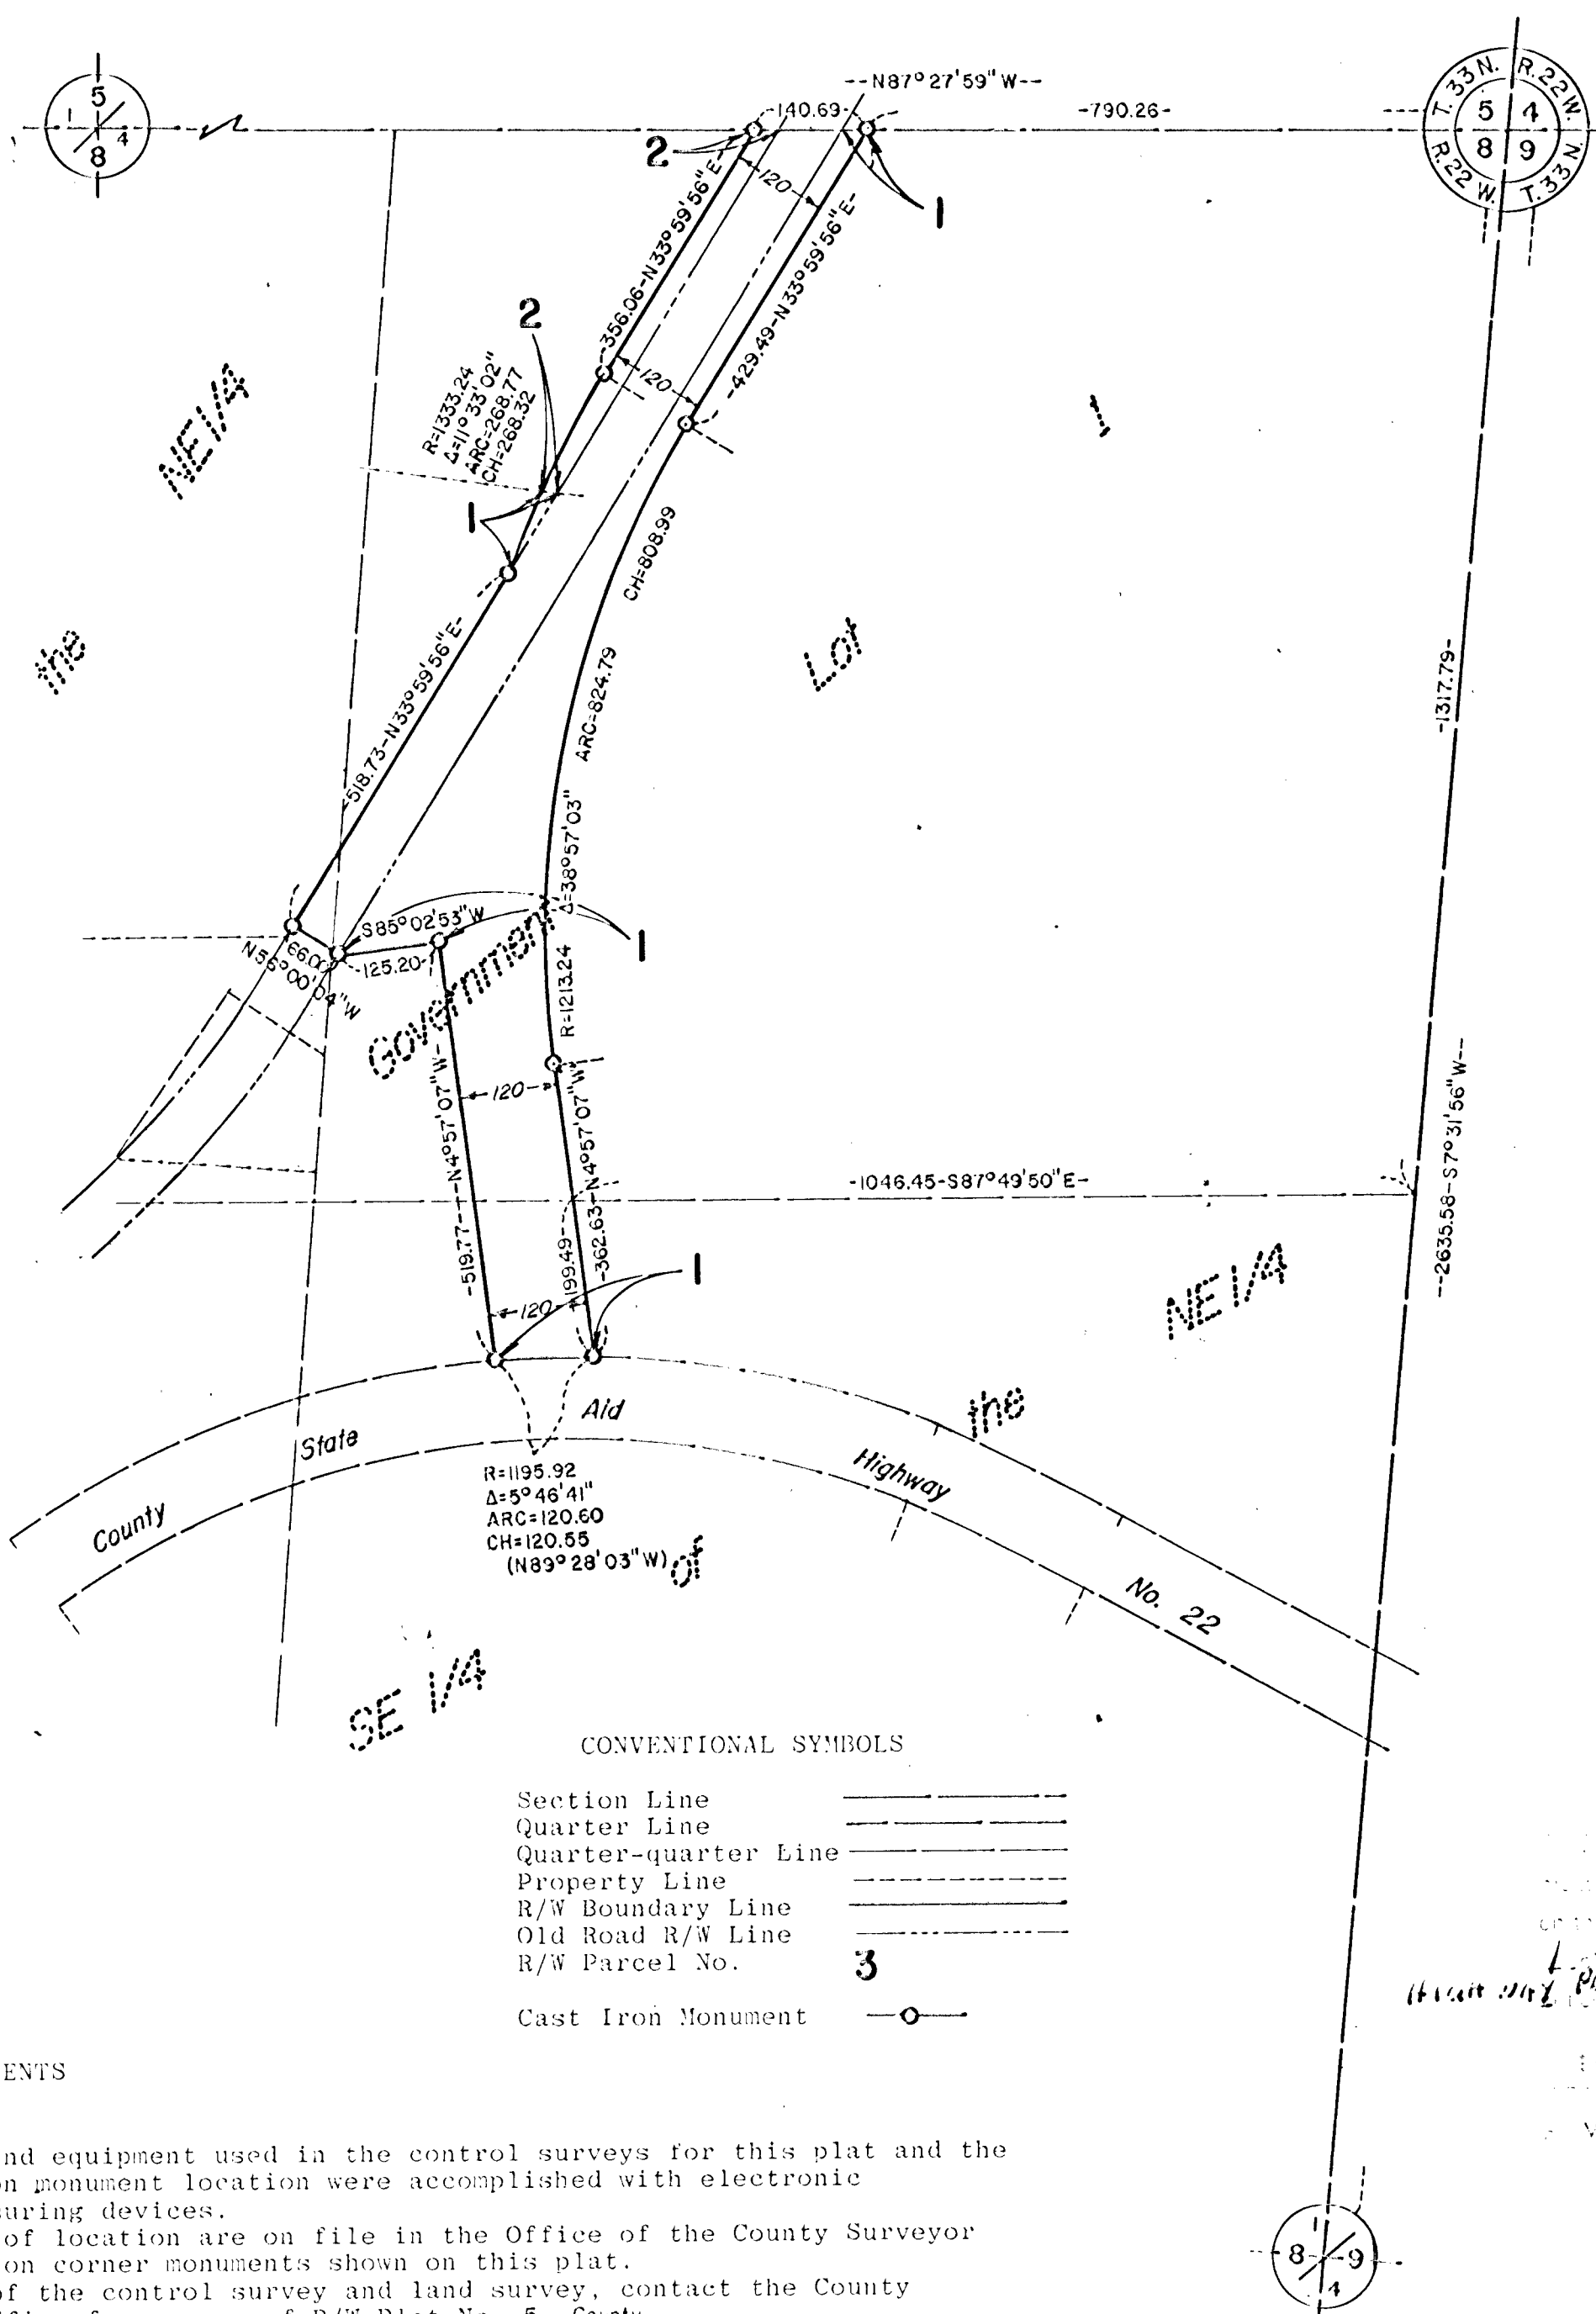 --N87°27'59"W--
-140.69-
-790.26-
5
1
4
8
T. 33 N.
R. 22 W.
5 4
8 9
R. 22 W.
T. 33 N.
2
1
-356.06-N33°59'56"E-
-120-
-429.49-N33°59'56"E-
2
R=1333.24
Δ=11°33'02"
ARC=268.77
CH=268.32
-120-
NE1/4
1
1
CH=808.99
the
Lot
-518.73-N33°59'56"E-
ARC=824.79
-1317.79-
Δ=38°57'03"
S85°02'53"W
66.00
-125.20-
N56°00'04"W
1
Government
R=1213.24
-120-
-519.77---N4°57'07"W-
-362.63-N4°57'07"W
-199.49-
-1046.45-S87°49'50"E-
--2635.58-S7°31'56"W--
1
-120-
NE1/4
the
County State Aid Highway No. 22
R=1195.92
Δ=5°46'41"
ARC=120.60
CH=120.55
(N89°28'03"W)
of
SE 1/4
CONVENTIONAL SYMBOLS
Section Line
Quarter Line
Quarter-quarter Line
Property Line
R/W Boundary Line
Old Road R/W Line
R/W Parcel No. 3
Cast Iron Monument
ENTS
nd equipment used in the control surveys for this plat and the
on monument location were accomplished with electronic
suring devices.
of location are on file in the Office of the County Surveyor
on corner monuments shown on this plat.
of the control survey and land survey, contact the County
R/W Plat No. 5, County
1
8 9
4